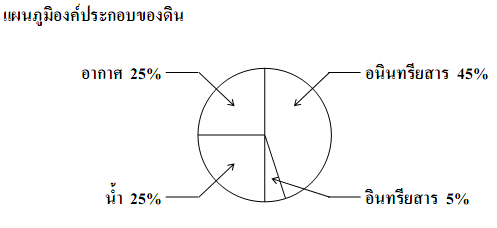 แผนภูมิองค์ประกอบของดิน
อากาศ 25%
อนินทรียสาร 45%
น้ำ 25%
อินทรียสาร 5%